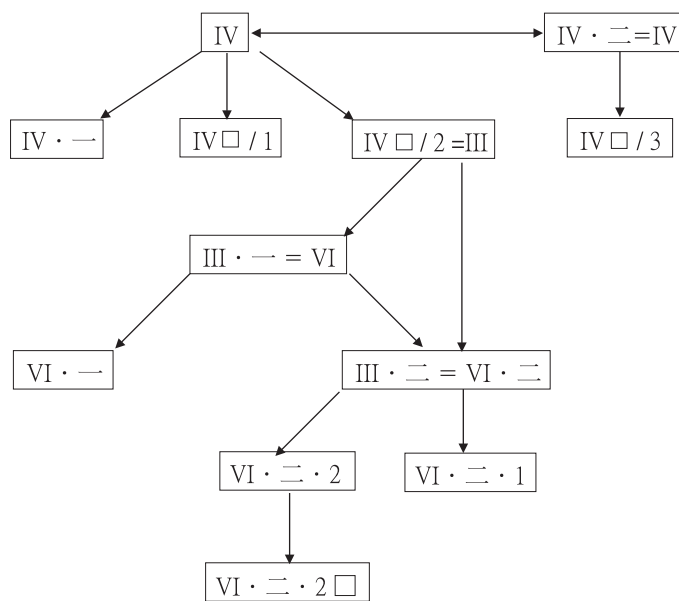 IV
IV · 二=IV
IV · 一
IV□ / 1
IV □ / 2 =III
IV□ / 3
III · 一 = VI
VI · 一
III · 二 = VI · 二
VI · 二 · 2
VI · 二 · 1
VI · 二 · 2 □